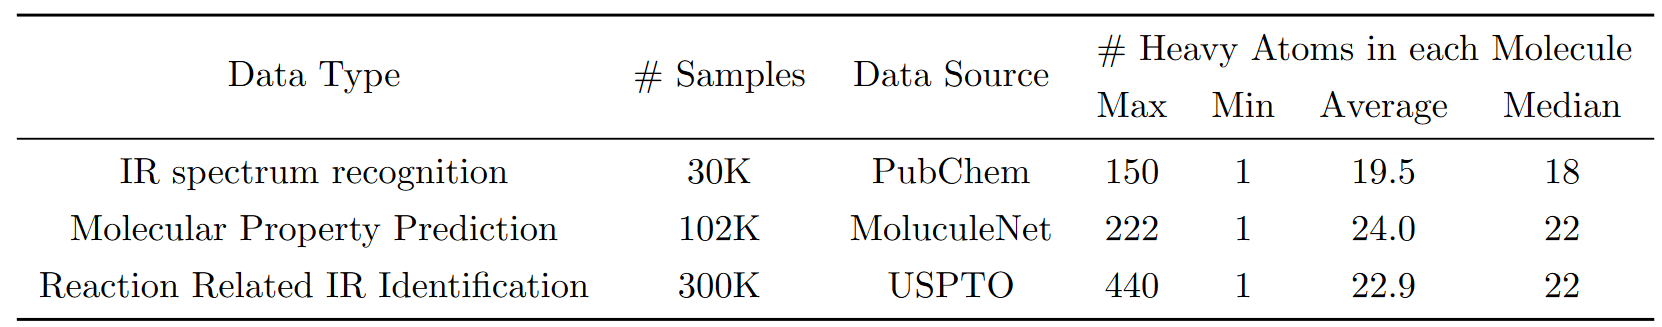 Data Type # Samples Data Source # Heavy Atoms in each Molecule
Max Min Average Median
IR spectrum recognition 30K PubChem 150 1 19.5 18
Molecular Property Prediction 102K MoluculeNet 222 1 24.0 22
Reaction Related IR Identification 300K USPTO 440 1 22.9 22